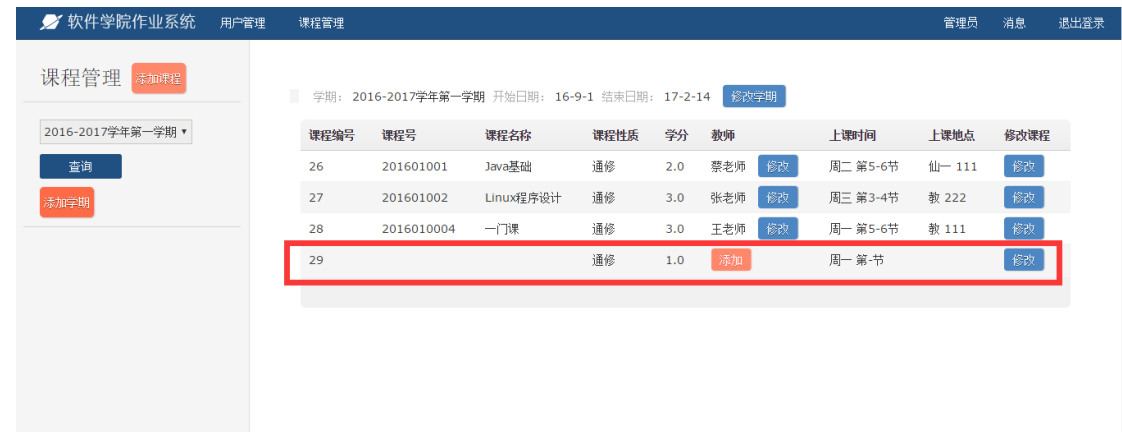 软件学院作业系统 用户管理 课程管理 管理员 消息 退出登录
课程管理 添加课程
2016-2017学年第一学期
查询
添加学期
学期: 2016-2017学年第一学期 开始日期: 16-9-1 结束日期: 17-2-14 修改学期
课程编号 课程号 课程名称 课程性质 学分 教师 上课时间 上课地点 修改课程
26 201601001 Java基础 通修 2.0 蔡老师 修改 周二 第5-6节 仙一 111 修改
27 201601002 Linux程序设计 通修 3.0 张老师 修改 周三 第3-4节 教 222 修改
28 2016010004 一门课 通修 3.0 王老师 修改 周一 第5-6节 教 111 修改
29 通修 1.0 添加 周一 第-节 修改